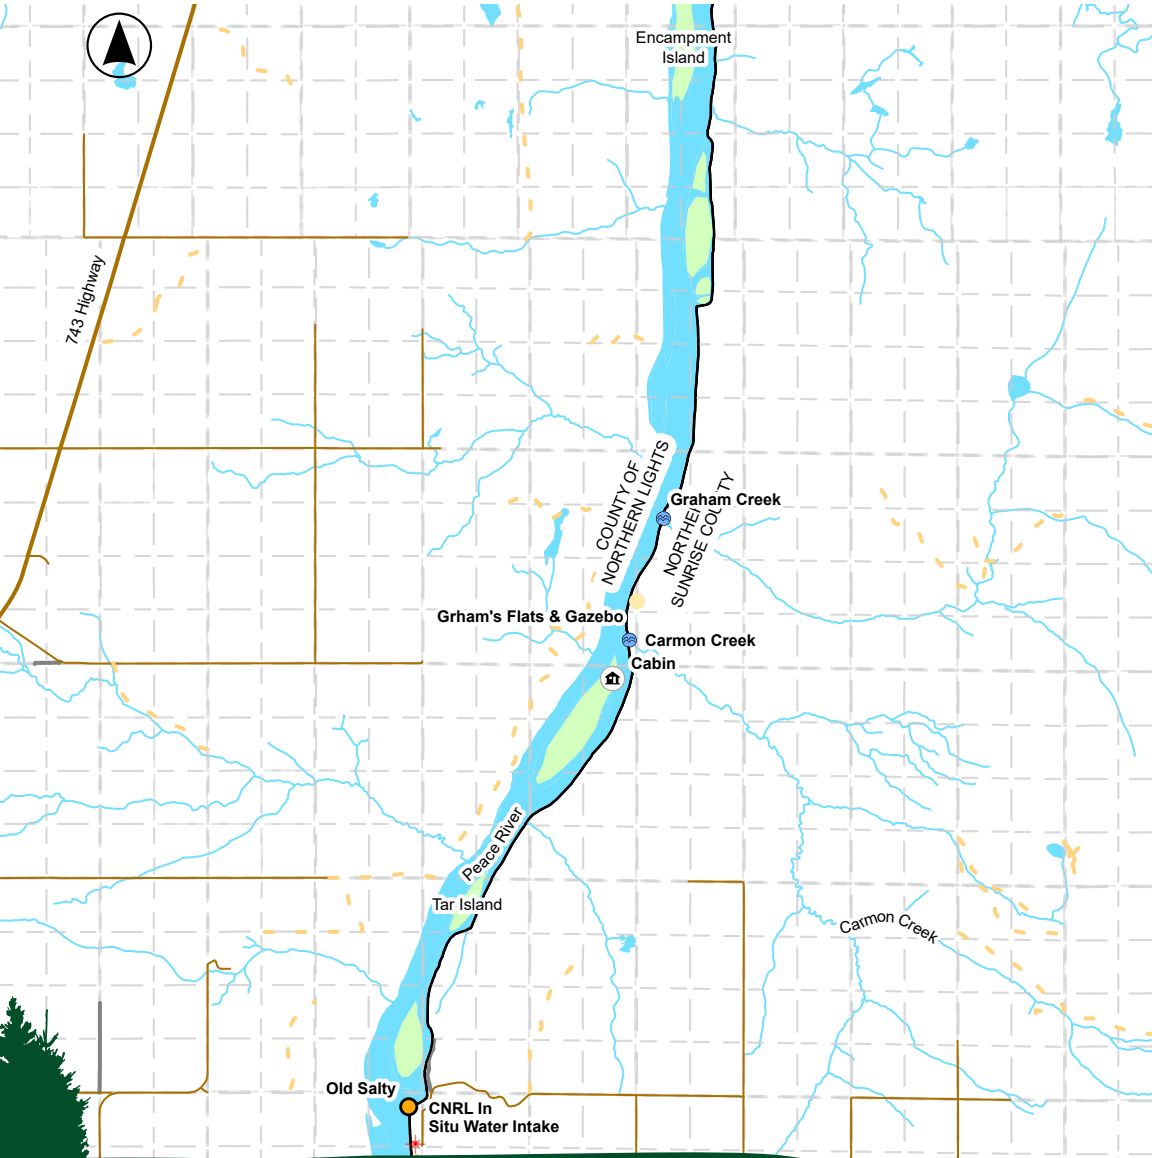 Encampment
Island
743 Highway
COUNTY OF
NORTHERN LIGHTS
Graham Creek
NORTHERN
SUNRISE COUNTY
Grham's Flats & Gazebo
Carmon Creek
Cabin
Peace River
Tar Island
Carmon Creek
Old Salty
CNRL In
Situ Water Intake